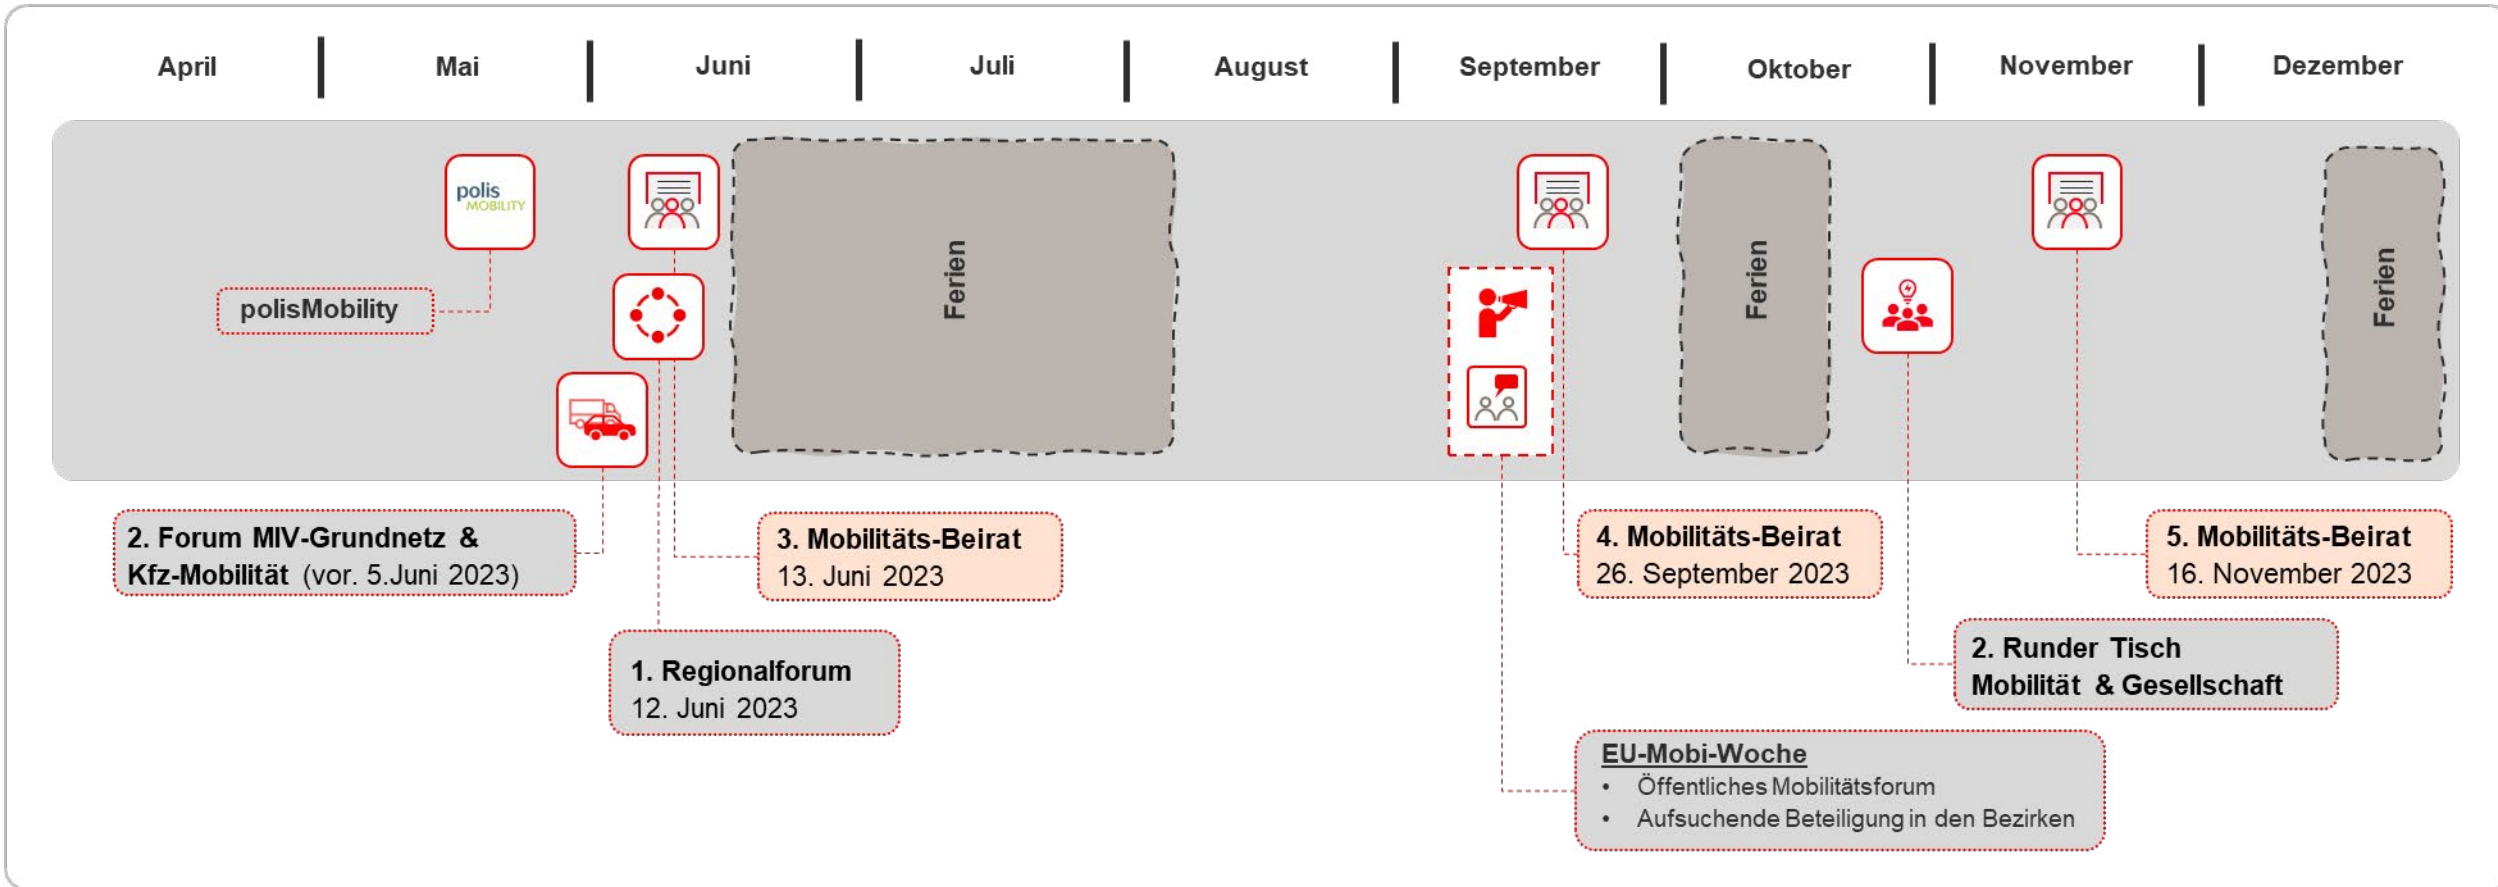 April
Mai
Juni
Juli
August
September
Oktober
November
Dezember
polis
MOBILITY
polisMobility
Ferien
Ferien
Ferien
2. Forum MIV-Grundnetz &
Kfz-Mobilität (vor. 5.Juni 2023)
3. Mobilitäts-Beirat
13. Juni 2023
4. Mobilitäts-Beirat
26. September 2023
5. Mobilitäts-Beirat
16. November 2023
1. Regionalforum
12. Juni 2023
2. Runder Tisch
Mobilität & Gesellschaft
EU-Mobi-Woche
• Öffentliches Mobilitätsforum
• Aufsuchende Beteiligung in den Bezirken